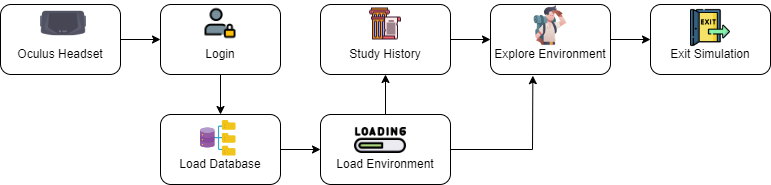 Oculus Headset
Login
Study History
Explore Environment
EXIT
Exit Simulation
Load Database
LOADING
Load Environment